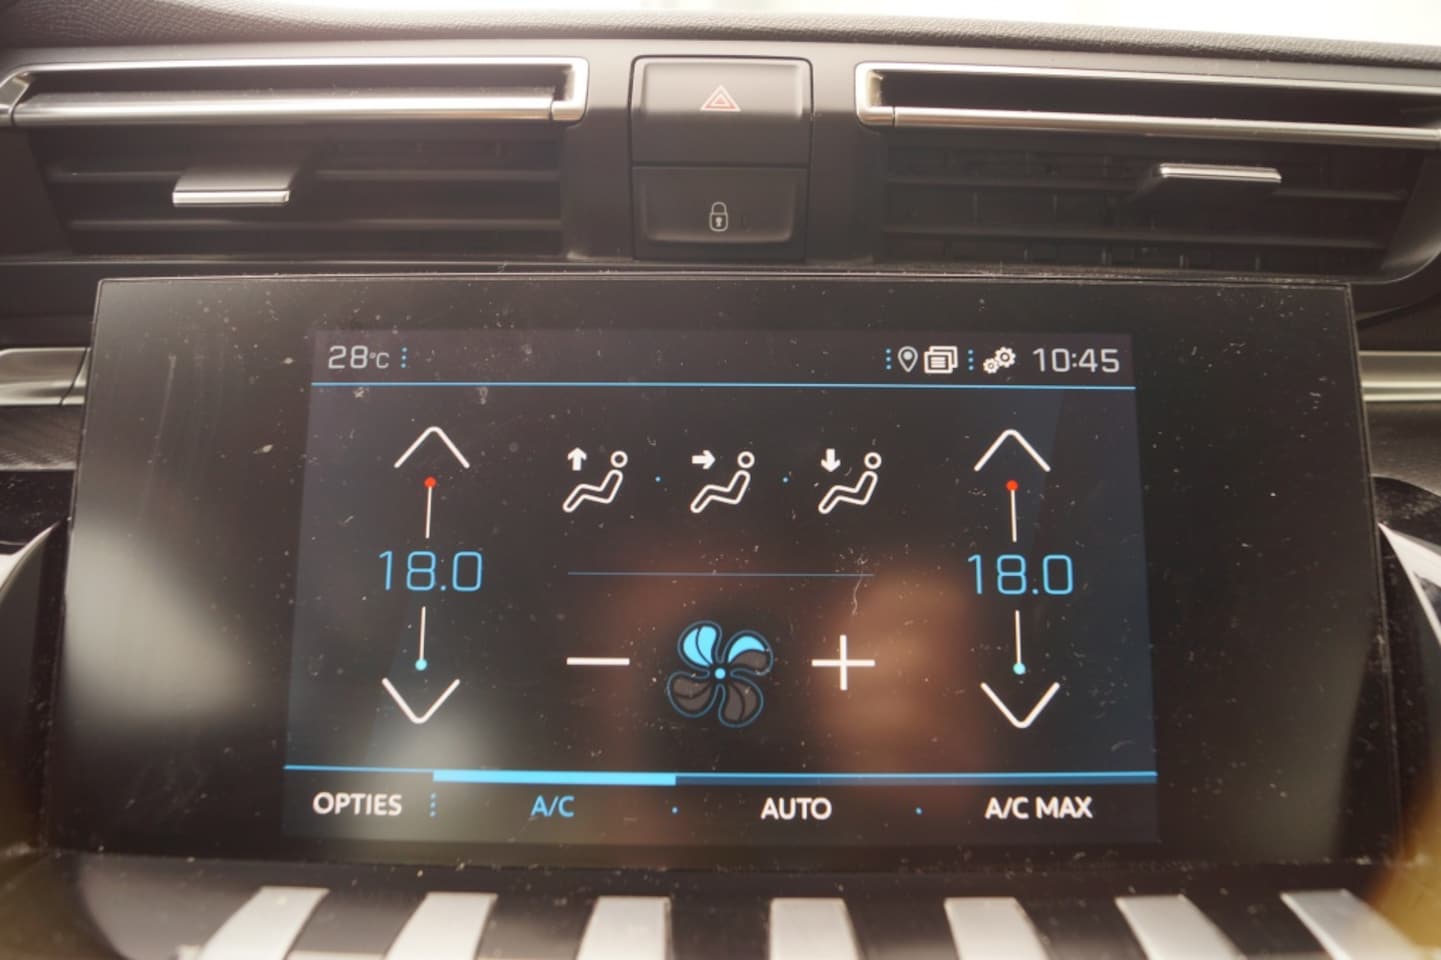 28°C 10:45
18.0 18.0
OPTIES A/C AUTO A/C MAX